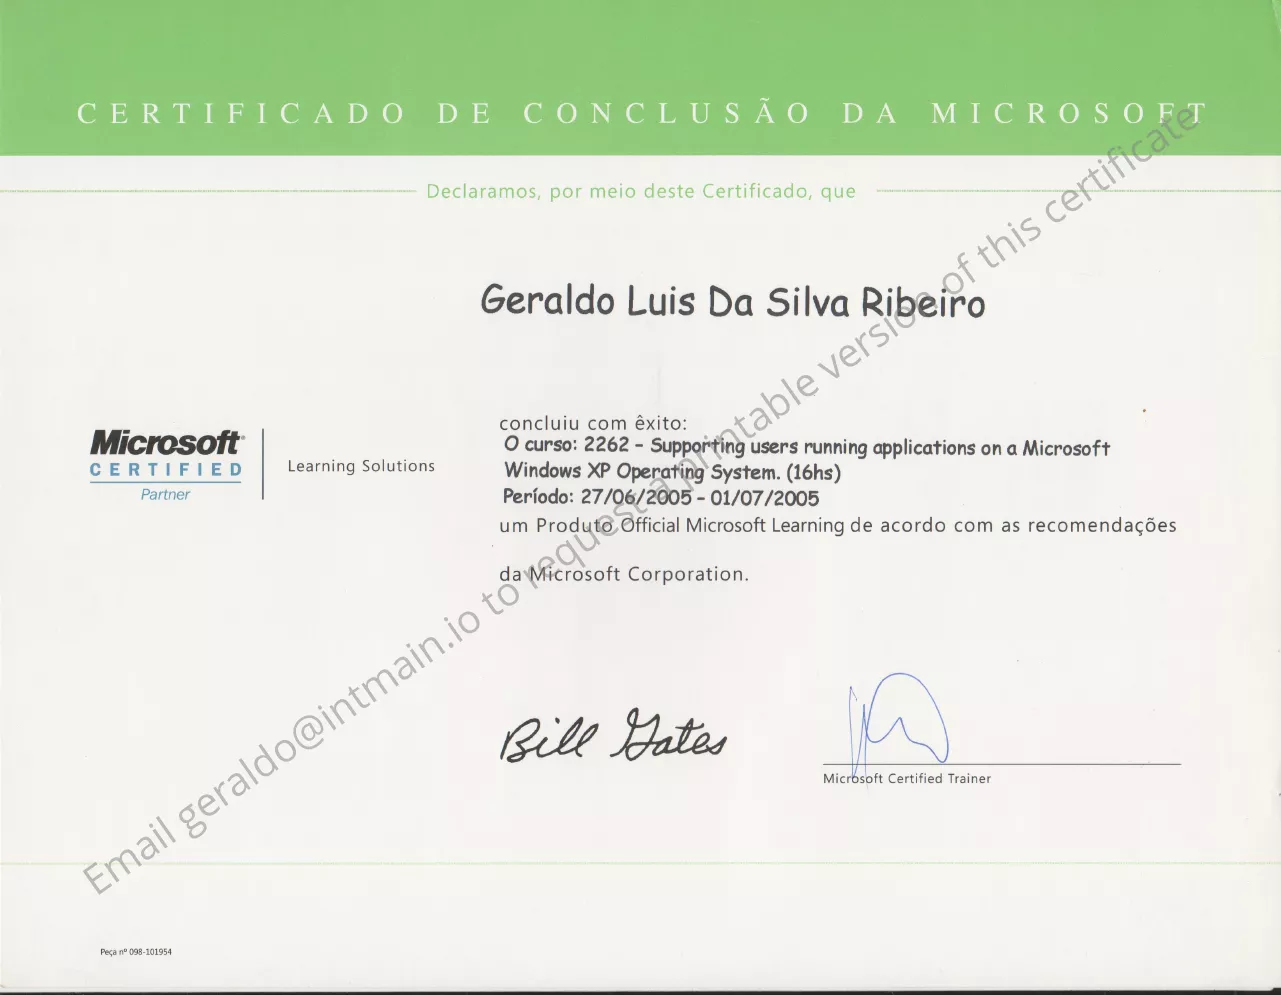 CERTIFICADO DE CONCLUSÃO DA MICROSOFT
Declaramos, por meio deste Certificado, que
Geraldo Luis Da Silva Ribeiro
Microsoft
CERTIFIED
Partner
Learning Solutions
concluiu com êxito:
O curso: 2262 - Supporting users running applications on a Microsoft
Windows XP Operating System. (16hs)
Período: 27/06/2005 - 01/07/2005
um Produto Official Microsoft Learning de acordo com as recomendações
da Microsoft Corporation.
Bill Gates
Microsoft Certified Trainer
Email geraldo@intmain.io to request a printable version of this certificate
Peça nº 098-101954